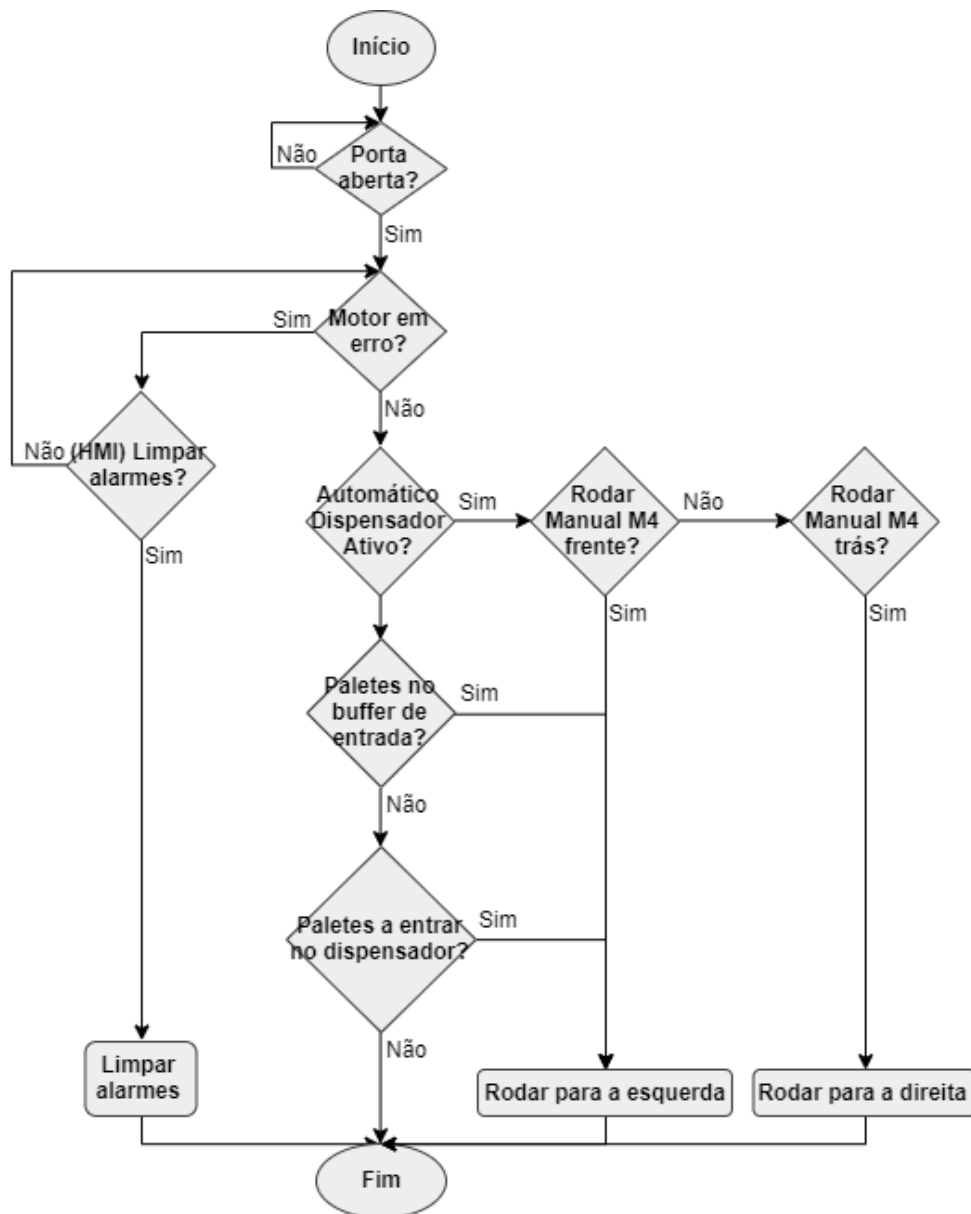 Início
Não
Porta
aberta?
Sim
Sim
Motor em
erro?
Não
Não
(HMI) Limpar
alarmes?
Sim
Automático
Dispensador
Ativo?
Sim
Rodar
Manual M4
frente?
Não
Rodar
Manual M4
trás?
Sim
Sim
Paletes no
buffer de
entrada?
Sim
Não
Paletes a entrar
no dispensador?
Sim
Não
Limpar
alarmes
Rodar para a esquerda
Rodar para a direita
Fim